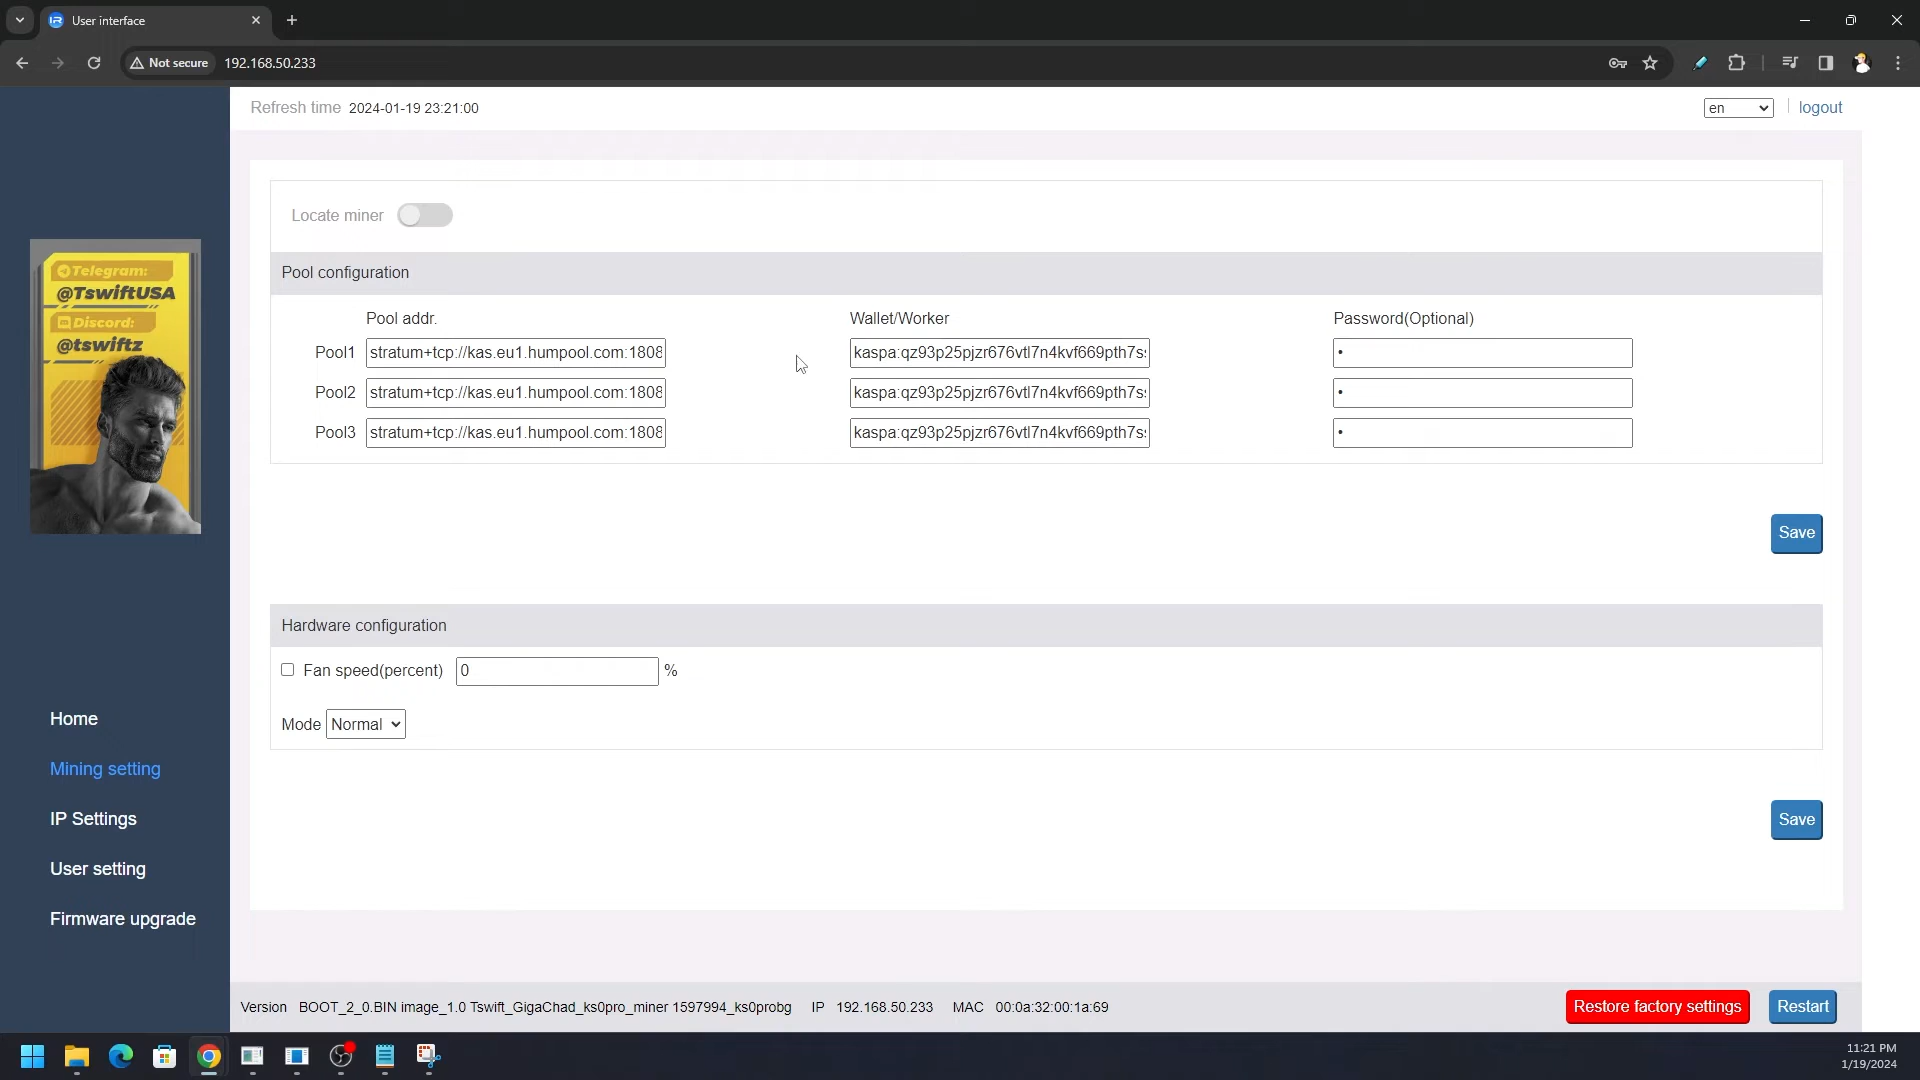 User interface
Not secure 192.168.50.233
Refresh time 2024-01-19 23:21:00
en
logout
Telegram:
@TswiftUSA
Discord:
@tswiftz
Locate miner
Pool configuration
Pool addr. Wallet/Worker Password(Optional)
Pool1 stratum+tcp://kas.eu1.humpool.com:1808 kaspa:qz93p25pjzr676vtl7n4kvf669pth7s •
Pool2 stratum+tcp://kas.eu1.humpool.com:1808 kaspa:qz93p25pjzr676vtl7n4kvf669pth7s •
Pool3 stratum+tcp://kas.eu1.humpool.com:1808 kaspa:qz93p25pjzr676vtl7n4kvf669pth7s •
Save
Hardware configuration
Fan speed(percent) 0 %
Mode Normal
Save
Home
Mining setting
IP Settings
User setting
Firmware upgrade
Version BOOT_2_0.BIN image_1.0 Tswift_GigaChad_ks0pro_miner 1597994_ks0probg IP 192.168.50.233 MAC 00:0a:32:00:1a:69
Restore factory settings
Restart
11:21 PM
1/19/2024